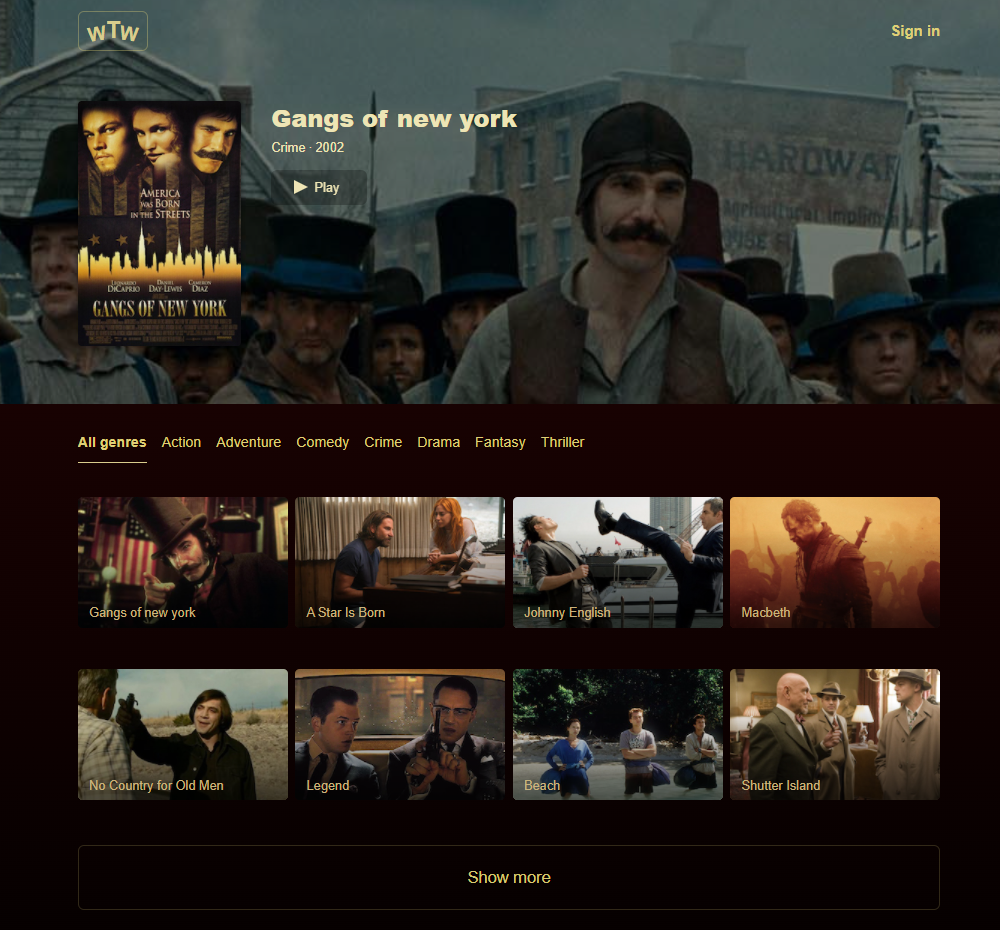 WTW
Sign in
Gangs of new york
Crime · 2002
Play
AMERICA
WAS BORN
IN THE STREETS
LEONARDO DICAPRIO
DANIEL DAY-LEWIS
CAMERON DIAZ
GANGS OF NEW YORK
HARDWAR
Agricultural Implim
All genres
Action
Adventure
Comedy
Crime
Drama
Fantasy
Thriller
Gangs of new york
A Star Is Born
Johnny English
Macbeth
No Country for Old Men
Legend
Beach
Shutter Island
Show more